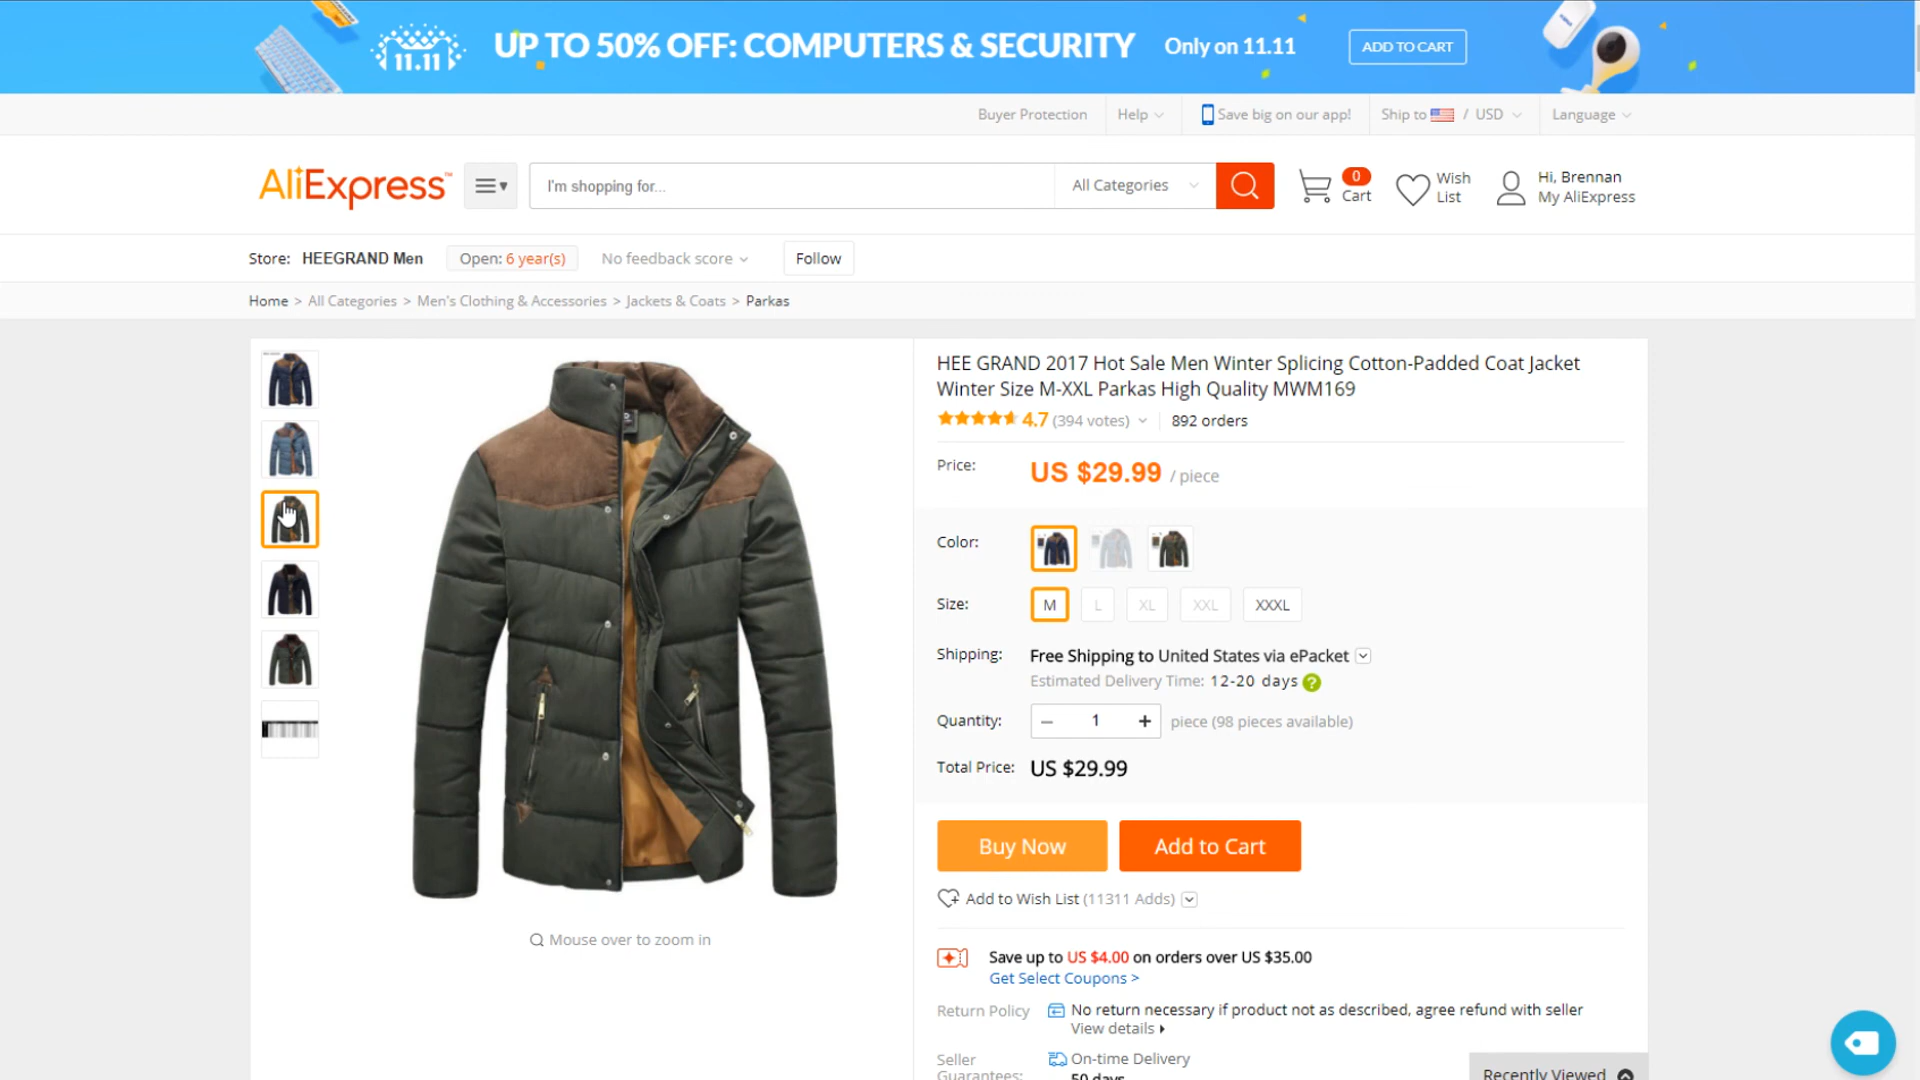 11.11
UP TO 50% OFF: COMPUTERS & SECURITY
Only on 11.11
ADD TO CART
Buyer Protection
Help
Save big on our app!
Ship to / USD
Language
AliExpress™
I'm shopping for...
All Categories
0
Cart
Wish
List
Hi, Brennan
My AliExpress
Store: HEEGRAND Men
Open: 6 year(s)
No feedback score
Follow
Home > All Categories > Men's Clothing & Accessories > Jackets & Coats > Parkas
HEE GRAND 2017 Hot Sale Men Winter Splicing Cotton-Padded Coat Jacket
Winter Size M-XXL Parkas High Quality MWM169
4.7 (394 votes)
892 orders
Price: US $29.99 / piece
Color:
Size: M L XL XXL XXXL
Shipping: Free Shipping to United States via ePacket
Estimated Delivery Time: 12-20 days ?
Quantity: – 1 + piece (98 pieces available)
Total Price: US $29.99
Buy Now
Add to Cart
Add to Wish List (11311 Adds)
Mouse over to zoom in
Save up to US $4.00 on orders over US $35.00
Get Select Coupons >
Return Policy No return necessary if product not as described, agree refund with seller
View details
Seller On-time Delivery
Guarantees: 50 days
Recently Viewed